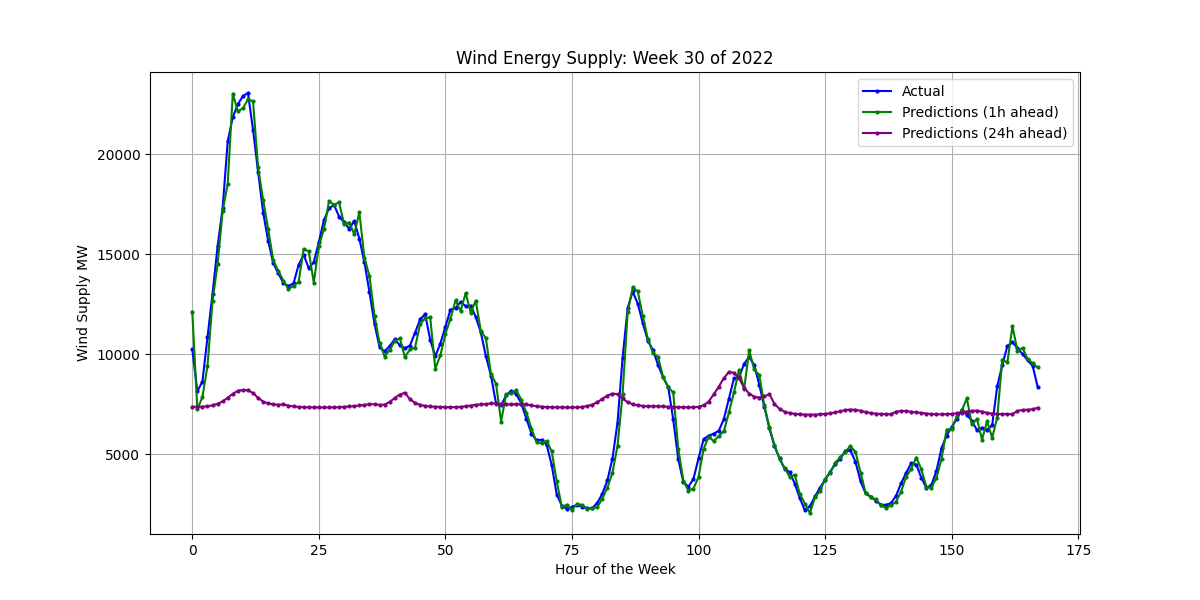 Wind Energy Supply: Week 30 of 2022
Actual
Predictions (1h ahead)
Predictions (24h ahead)
Wind Supply MW
20000
15000
10000
5000
0 25 50 75 100 125 150 175
Hour of the Week